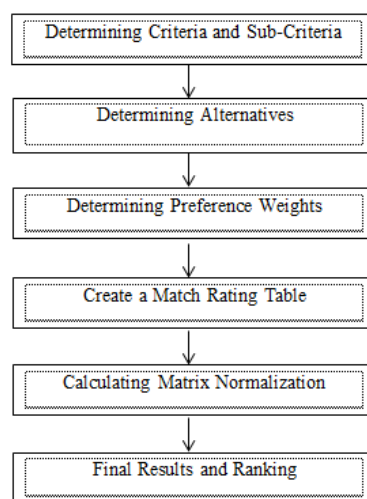 Determining Criteria and Sub-Criteria
Determining Alternatives
Determining Preference Weights
Create a Match Rating Table
Calculating Matrix Normalization
Final Results and Ranking